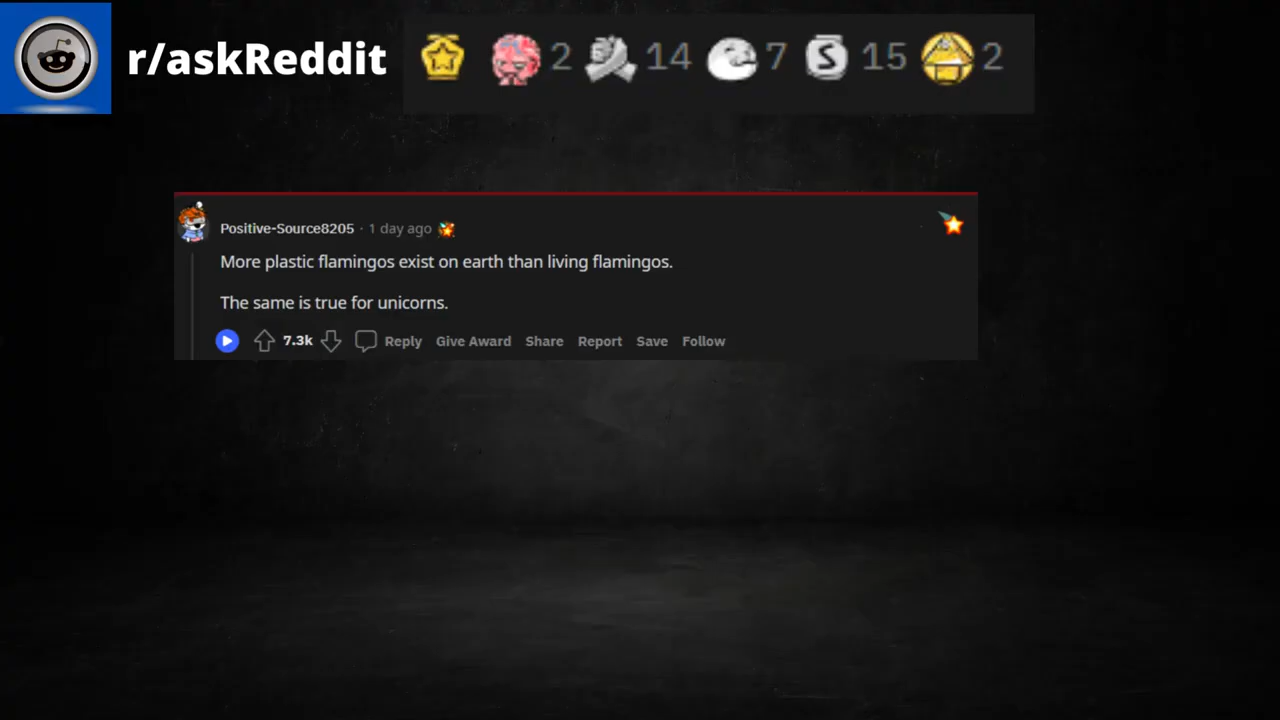 r/askReddit 2 14 7 S 15 2
Positive-Source8205 · 1 day ago
More plastic flamingos exist on earth than living flamingos.
The same is true for unicorns.
7.3k Reply Give Award Share Report Save Follow